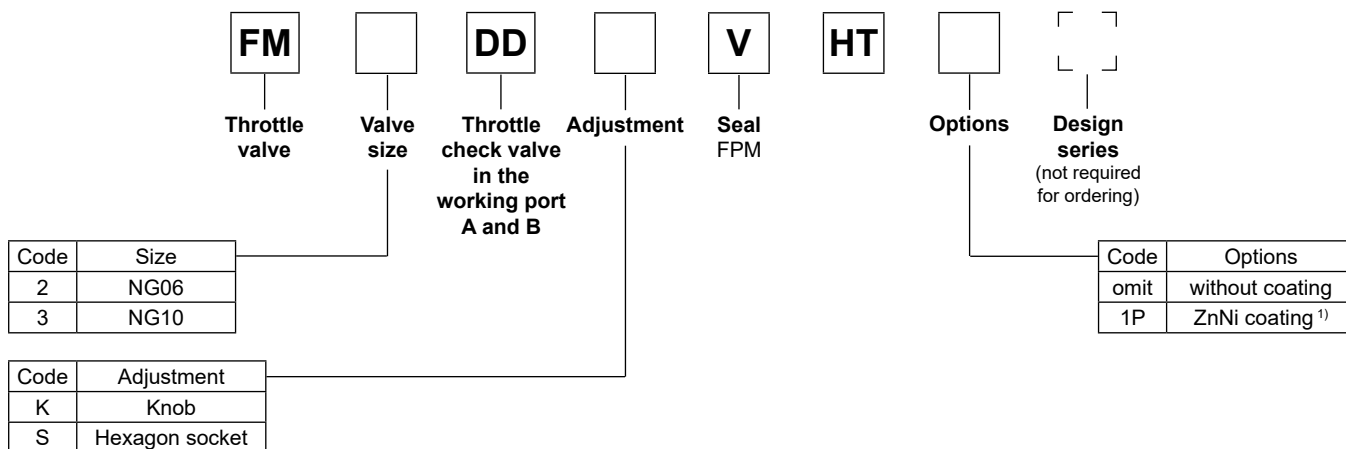 FM DD V HT
Throttle valve
Valve size
Throttle check valve in the working port A and B
Adjustment
Seal
FPM
Options
Design series
(not required for ordering)
Code Size
2 NG06
3 NG10
Code Adjustment
K Knob
S Hexagon socket
Code Options
omit without coating
1P ZnNi coating 1)